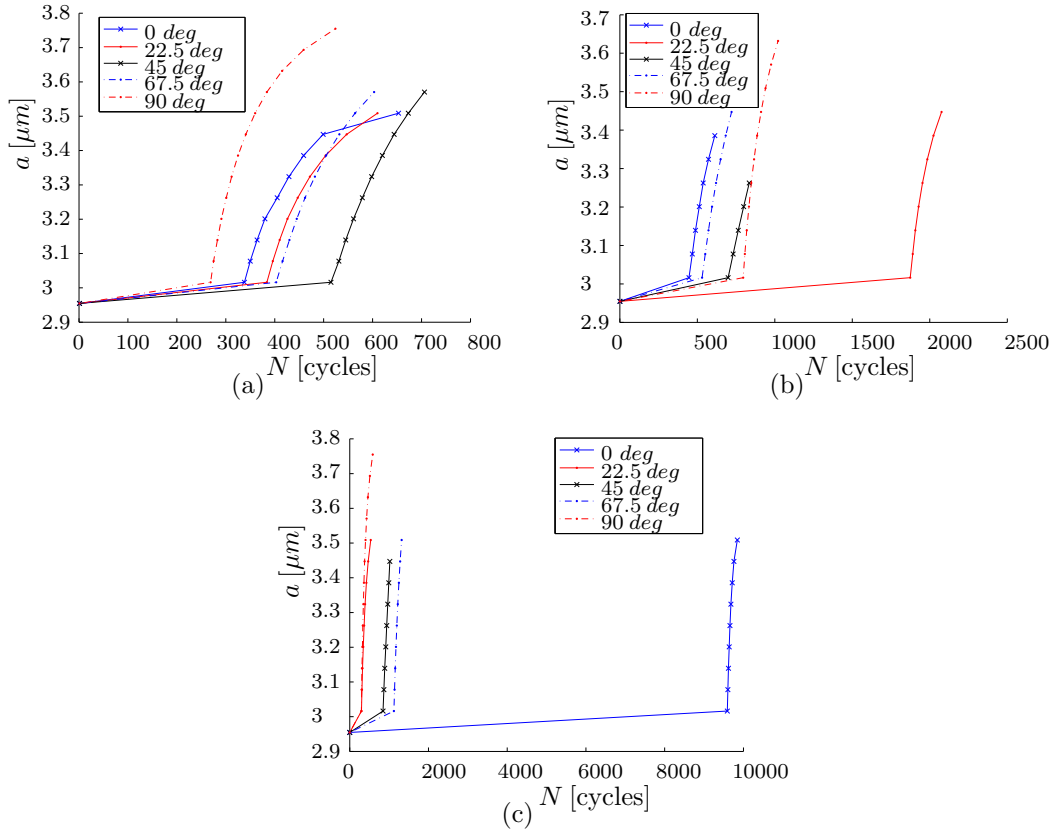 3.8
3.7
3.6
3.5
3.4
3.3
3.2
3.1
3
2.9
a [μm]
0 deg
22.5 deg
45 deg
67.5 deg
90 deg
0 100 200 300 400 500 600 700 800
N [cycles]
(a)
3.7
3.6
3.5
3.4
3.3
3.2
3.1
3
2.9
a [μm]
0 deg
22.5 deg
45 deg
67.5 deg
90 deg
0 500 1000 1500 2000 2500
N [cycles]
(b)
3.8
3.7
3.6
3.5
3.4
3.3
3.2
3.1
3
2.9
a [μm]
0 deg
22.5 deg
45 deg
67.5 deg
90 deg
0 2000 4000 6000 8000 10000
N [cycles]
(c)